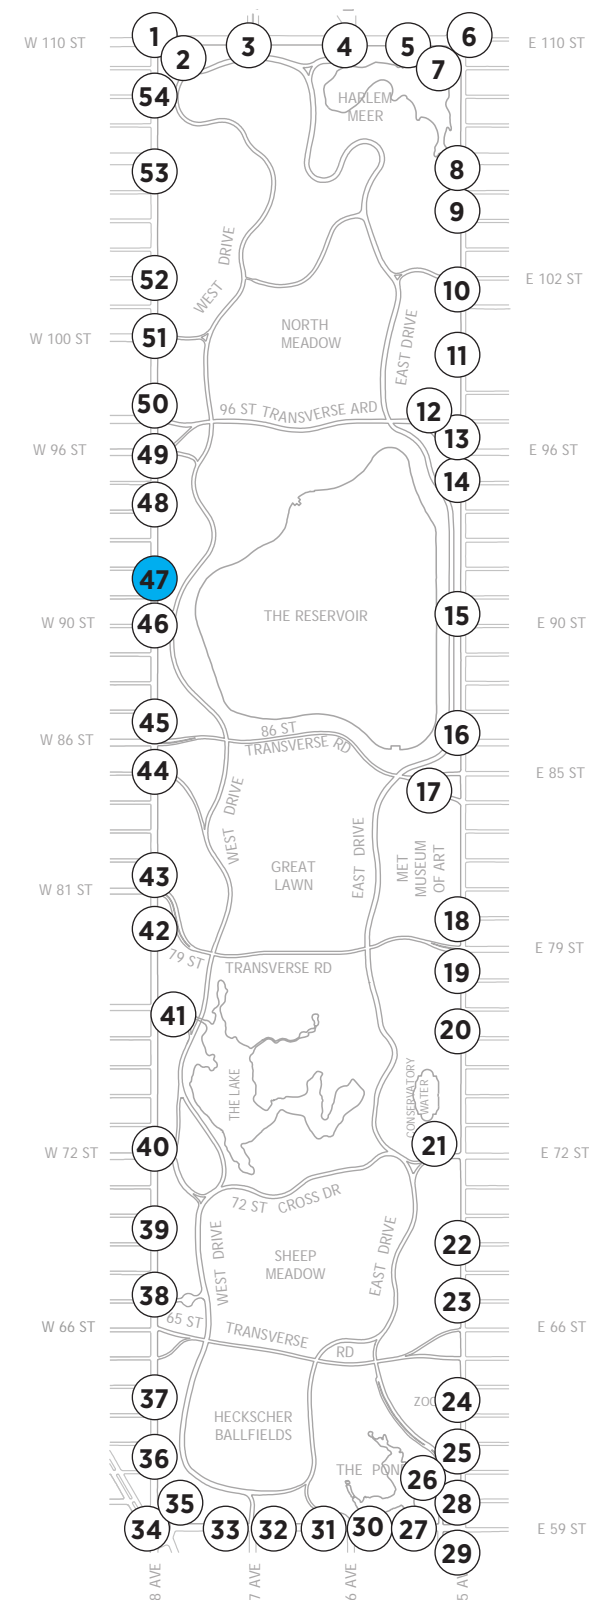 1
2
3
4
5
6
7
W 110 ST
E 110 ST
54
HARLEM
MEER
8
53
9
WEST DRIVE
52
10
E 102 ST
W 100 ST
51
NORTH
MEADOW
EAST DRIVE
11
50
96 ST TRANSVERSE ARD
12
13
W 96 ST
49
E 96 ST
14
48
47
W 90 ST
46
THE RESERVOIR
15
E 90 ST
45
86 ST
TRANSVERSE RD
16
W 86 ST
44
E 85 ST
17
WEST DRIVE
EAST DRIVE
GREAT
LAWN
MET
MUSEUM
OF ART
W 81 ST
43
18
42
79 ST
TRANSVERSE RD
E 79 ST
19
41
20
THE LAKE
CONSERVATORY
WATER
W 72 ST
40
21
E 72 ST
72 ST CROSS DR
39
WEST DRIVE
SHEEP
MEADOW
EAST DRIVE
22
38
23
65 ST
TRANSVERSE
RD
W 66 ST
E 66 ST
37
HECKSCHER
BALLFIELDS
ZOO
24
36
THE POND
25
26
35
28
34
33
32
31
30
27
E 59 ST
29
8 AVE
7 AVE
6 AVE
5 AV